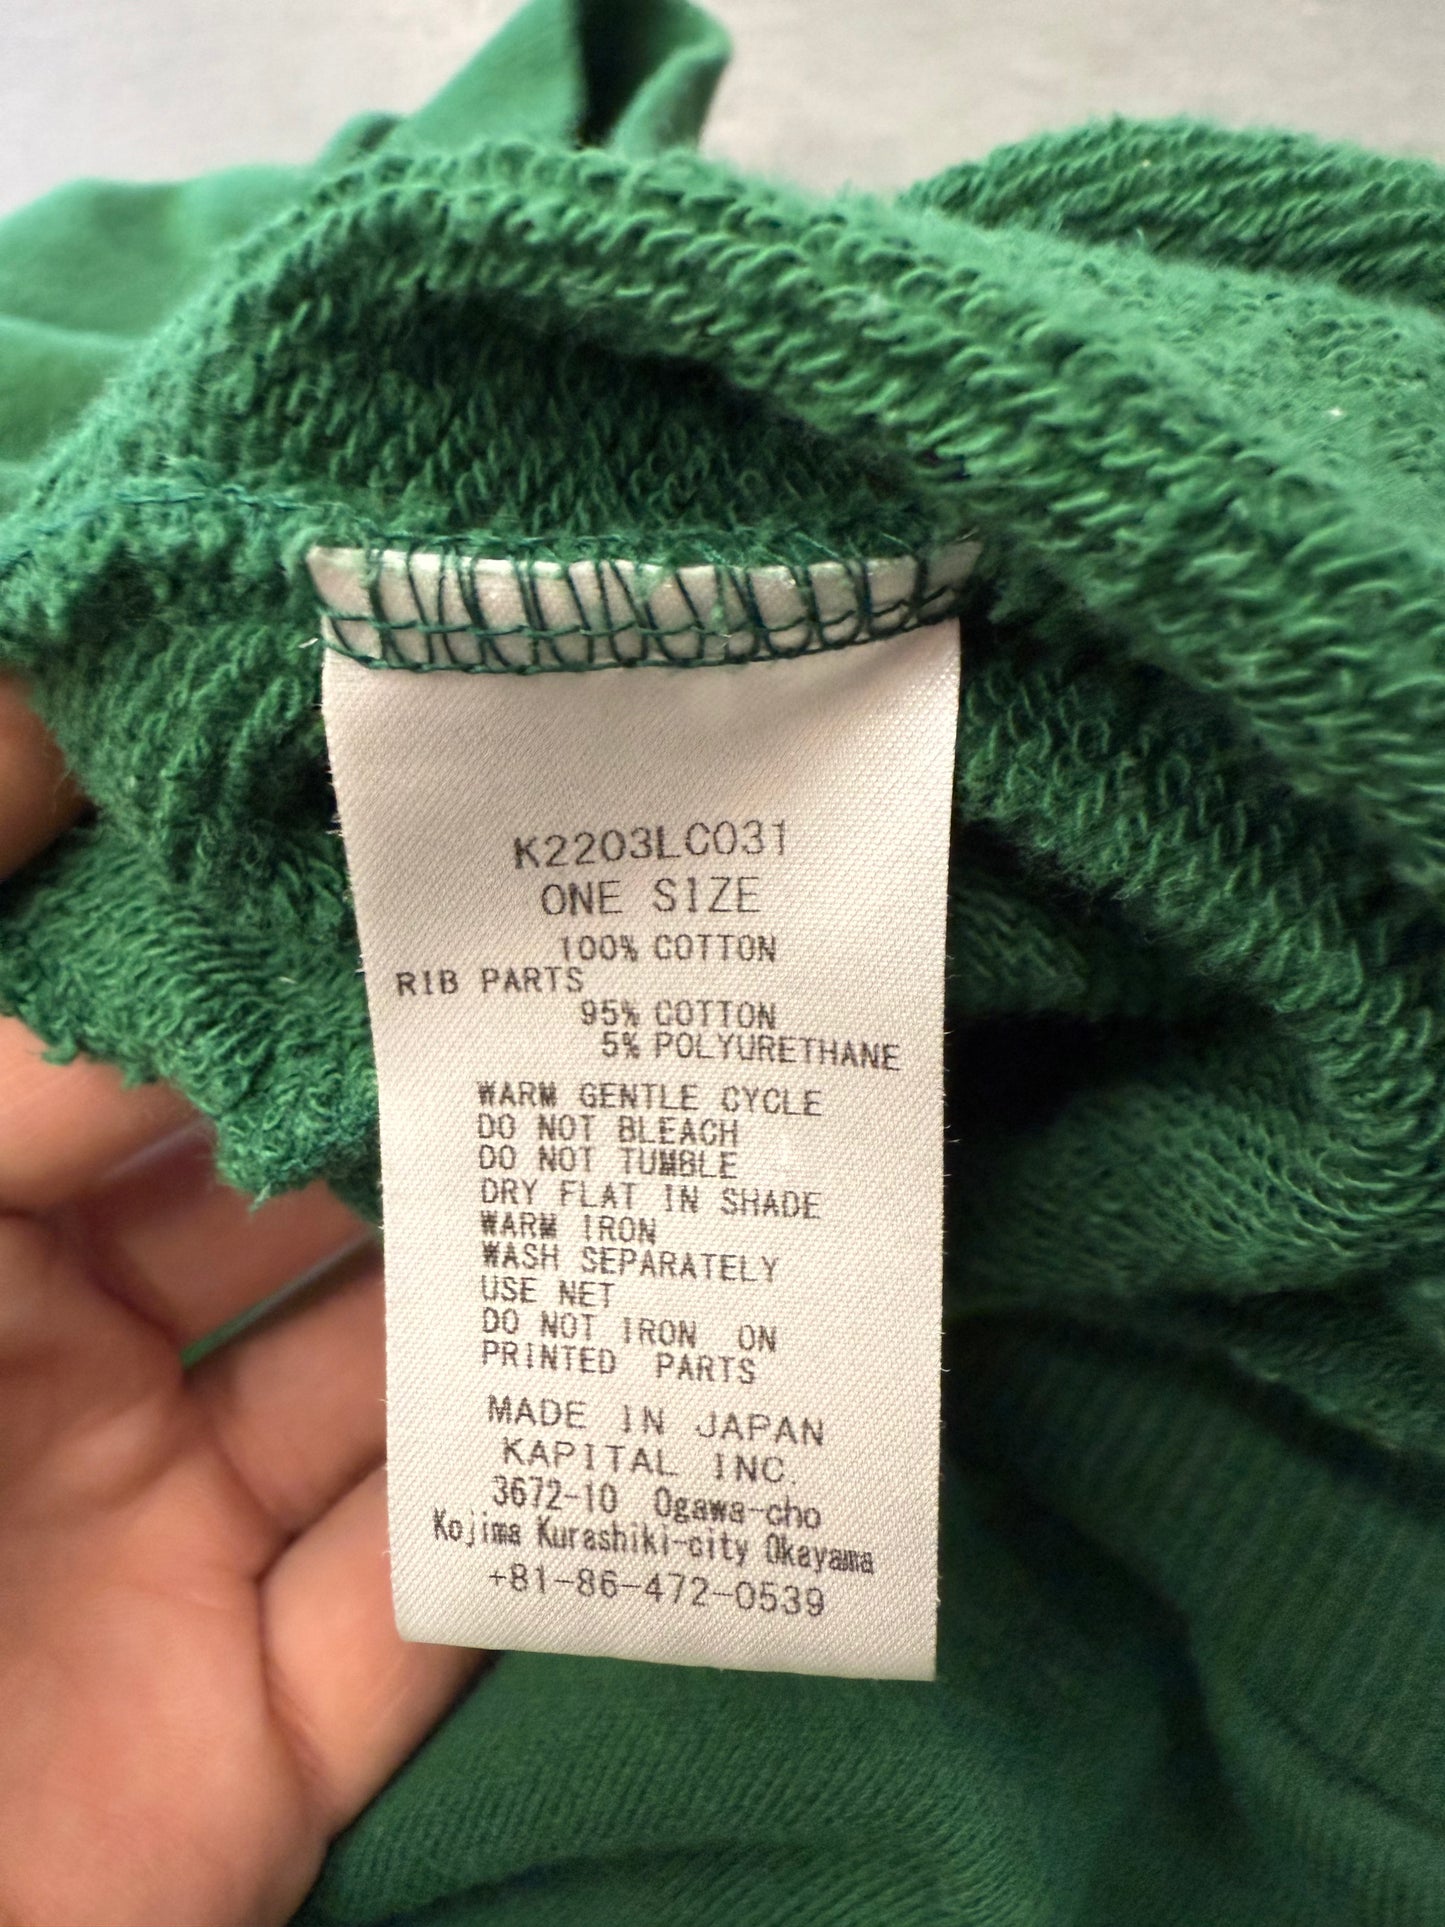 K2203LC031
ONE SIZE
100% COTTON
RIB PARTS
95% COTTON
5% POLYURETHANE
WARM GENTLE CYCLE
DO NOT BLEACH
DO NOT TUMBLE
DRY FLAT IN SHADE
WARM IRON
WASH SEPARATELY
USE NET
DO NOT IRON ON
PRINTED PARTS
MADE IN JAPAN
KAPITAL INC.
3672-10 Ogawa-cho
Kojima Kurashiki-city Okayama
+81-86-472-0539